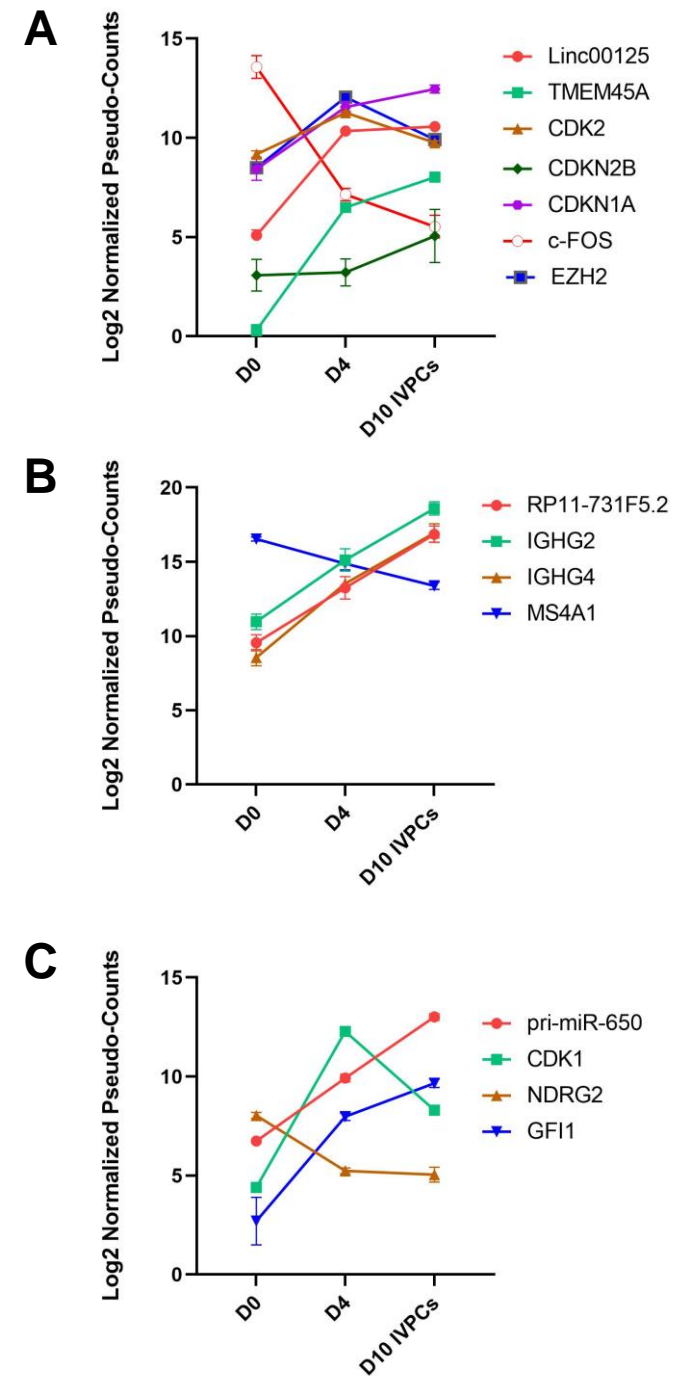 A
Log2 Normalized Pseudo-Counts
15
10
5
0
D0
D4
D10 IVPCs
Linc00125
TMEM45A
CDK2
CDKN2B
CDKN1A
c-FOS
EZH2
B
Log2 Normalized Pseudo-Counts
20
15
10
5
0
D0
D4
D10 IVPCs
RP11-731F5.2
IGHG2
IGHG4
MS4A1
C
Log2 Normalized Pseudo-Counts
15
10
5
0
D0
D4
D10 IVPCs
pri-miR-650
CDK1
NDRG2
GFI1